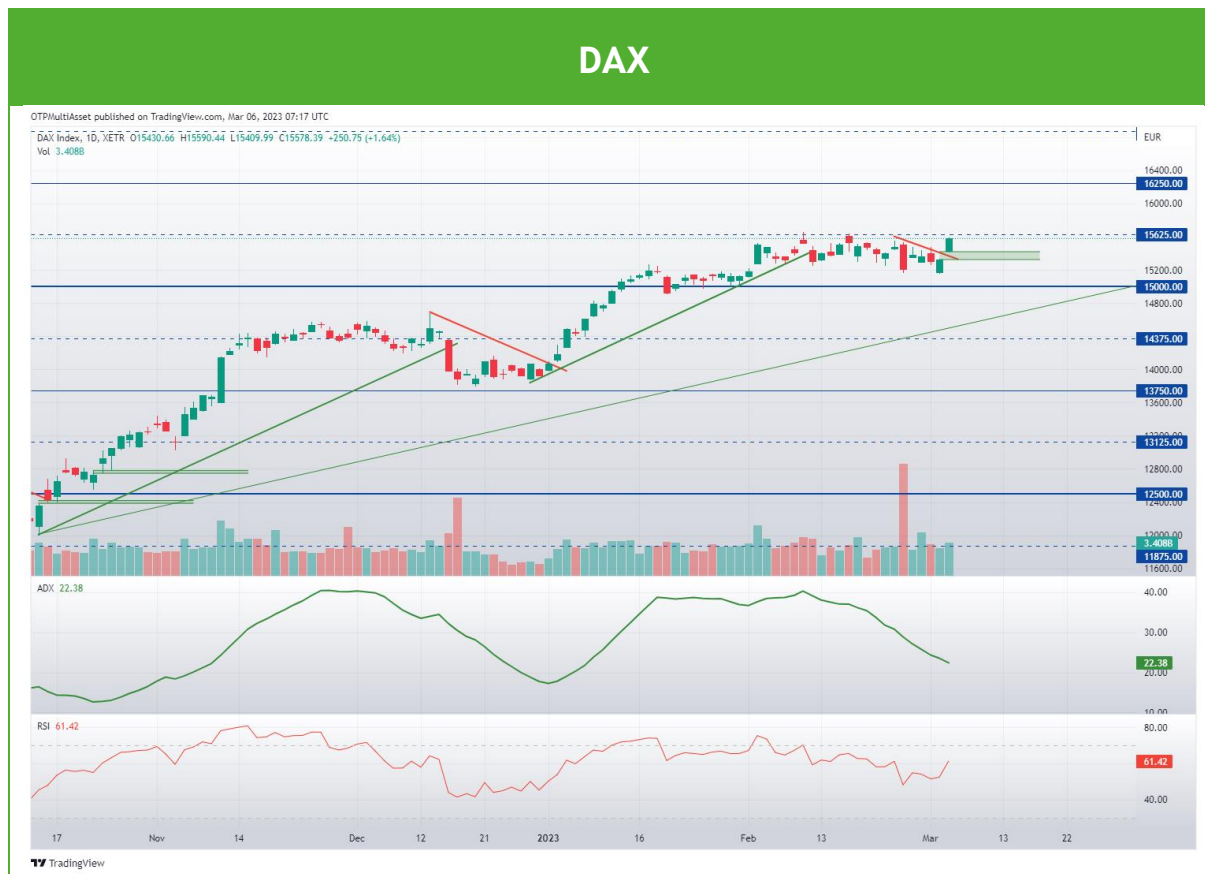 DAX
OTPMultiAsset published on TradingView.com, Mar 06, 2023 07:17 UTC
DAX Index, 1D, XETR O15430.66 H15590.44 L15409.99 C15578.39 +250.75 (+1.64%)
Vol 3.408B
EUR
16400.00
16250.00
16000.00
15625.00
15200.00
15000.00
14800.00
14375.00
14000.00
13750.00
13600.00
13200.00
13125.00
12800.00
12500.00
12400.00
12000.00
3.408B
11875.00
11600.00
ADX 22.38
40.00
30.00
22.38
20.00
10.00
RSI 61.42
80.00
61.42
40.00
17 Nov 14 Dec 12 21 2023 16 Feb 13 Mar 13 22
TradingView